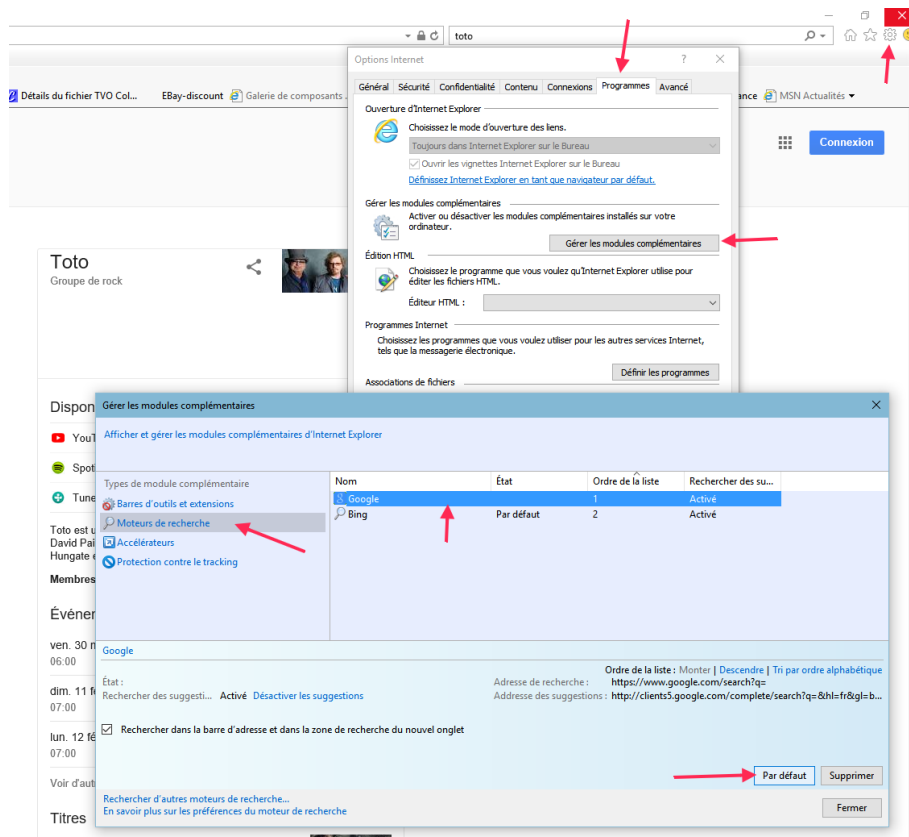 toto
Options Internet
?
Détails du fichier TVO Col...
EBay-discount
Galerie de composants
ance
MSN Actualités
Général
Sécurité
Confidentialité
Contenu
Connexions
Programmes
Avancé
Ouverture d'Internet Explorer
Choisissez le mode d'ouverture des liens.
Toujours dans Internet Explorer sur le Bureau
Ouvrir les vignettes Internet Explorer sur le Bureau
Définissez Internet Explorer en tant que navigateur par défaut.
Connexion
Gérer les modules complémentaires
Activer ou désactiver les modules complémentaires installés sur votre
ordinateur.
Gérer les modules complémentaires
Édition HTML
Choisissez le programme que vous voulez qu'Internet Explorer utilise pour
éditer les fichiers HTML.
Éditeur HTML :
Programmes Internet
Choisissez les programmes que vous voulez utiliser pour les autres services Internet,
tels que la messagerie électronique.
Définir les programmes
Associations de fichiers
Toto
Groupe de rock
Dispon
YouT
Spoti
Tune
Toto est u
David Pai
Hungate e
Membres
Événer
ven. 30 n
06:00
dim. 11 fé
07:00
lun. 12 fé
07:00
Voir d'aut
Titres
Gérer les modules complémentaires
Afficher et gérer les modules complémentaires d'Internet Explorer
Types de module complémentaire
Barres d'outils et extensions
Moteurs de recherche
Accélérateurs
Protection contre le tracking
Nom État Ordre de la liste Rechercher des su...
Google 1 Activé
Bing Par défaut 2 Activé
Google
Ordre de la liste : Monter | Descendre | Tri par ordre alphabétique
État :
Adresse de recherche : https://www.google.com/search?q=
Rechercher des suggesti... Activé Désactiver les suggestions
Addresse des suggestions : http://clients5.google.com/complete/search?q=&hl=fr&gl=b...
Rechercher dans la barre d'adresse et dans la zone de recherche du nouvel onglet
Par défaut
Supprimer
Rechercher d'autres moteurs de recherche...
En savoir plus sur les préférences du moteur de recherche
Fermer